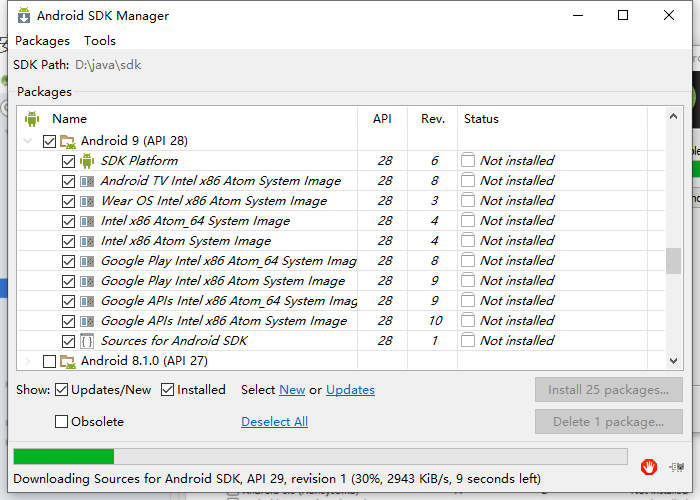 Android SDK Manager
Packages Tools
SDK Path: D:\java\sdk
Packages
Name API Rev. Status
Android 9 (API 28)
SDK Platform 28 6 Not installed
Android TV Intel x86 Atom System Image 28 8 Not installed
Wear OS Intel x86 Atom System Image 28 3 Not installed
Intel x86 Atom_64 System Image 28 4 Not installed
Intel x86 Atom System Image 28 4 Not installed
Google Play Intel x86 Atom_64 System Imag 28 8 Not installed
Google Play Intel x86 Atom System Image 28 9 Not installed
Google APIs Intel x86 Atom_64 System Imag 28 9 Not installed
Google APIs Intel x86 Atom System Image 28 10 Not installed
Sources for Android SDK 28 1 Not installed
Android 8.1.0 (API 27)
Show: Updates/New Installed Select New or Updates Install 25 packages...
Obsolete Deselect All Delete 1 package...
Downloading Sources for Android SDK, API 29, revision 1 (30%, 2943 KiB/s, 9 seconds left)